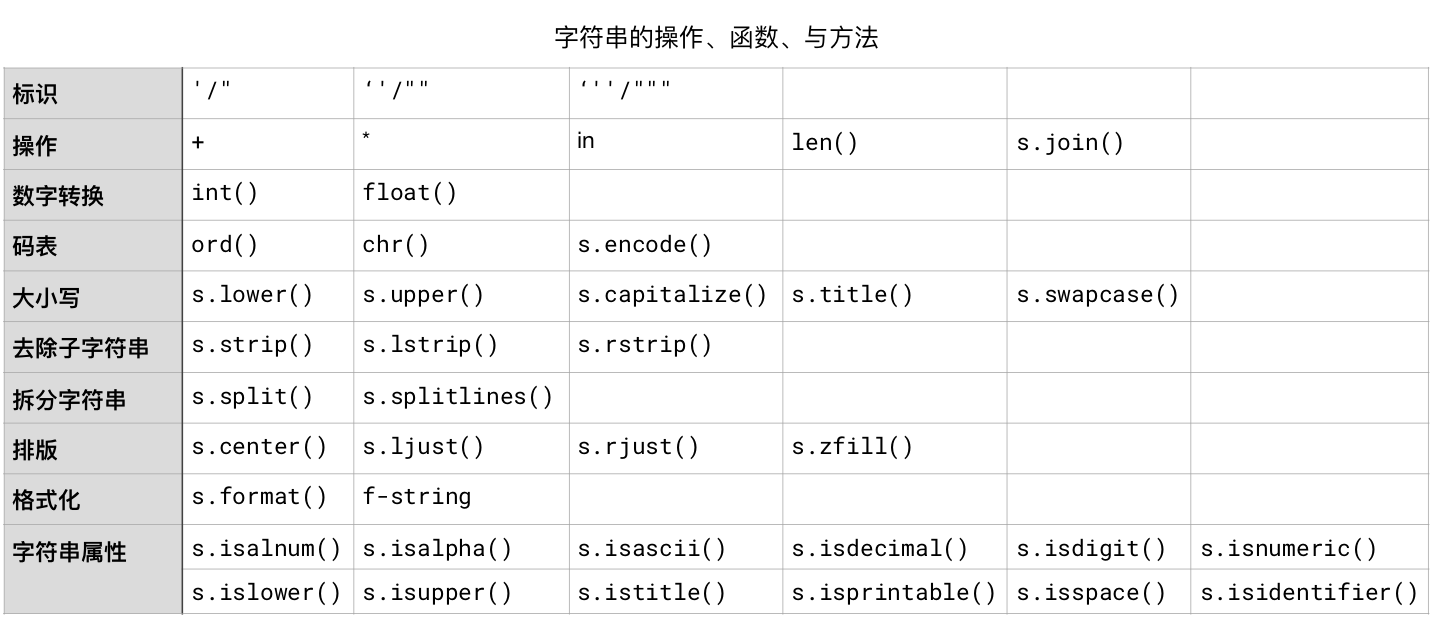 字符串的操作、函数、与方法
标识 '/" ‘'/"" ‘''/"""
操作 + * in len() s.join()
数字转换 int() float()
码表 ord() chr() s.encode()
大小写 s.lower() s.upper() s.capitalize() s.title() s.swapcase()
去除子字符串 s.strip() s.lstrip() s.rstrip()
拆分字符串 s.split() s.splitlines()
排版 s.center() s.ljust() s.rjust() s.zfill()
格式化 s.format() f-string
字符串属性 s.isalnum() s.isalpha() s.isascii() s.isdecimal() s.isdigit() s.isnumeric()
s.islower() s.isupper() s.istitle() s.isprintable() s.isspace() s.isidentifier()